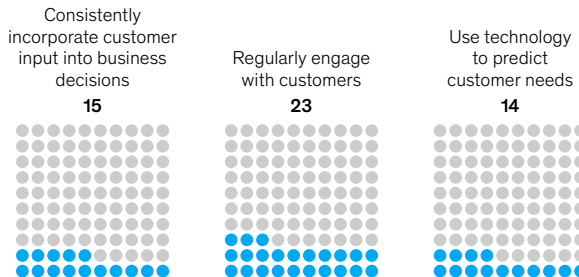 Consistently
incorporate customer
input into business
decisions
15
Regularly engage
with customers
23
Use technology
to predict
customer needs
14